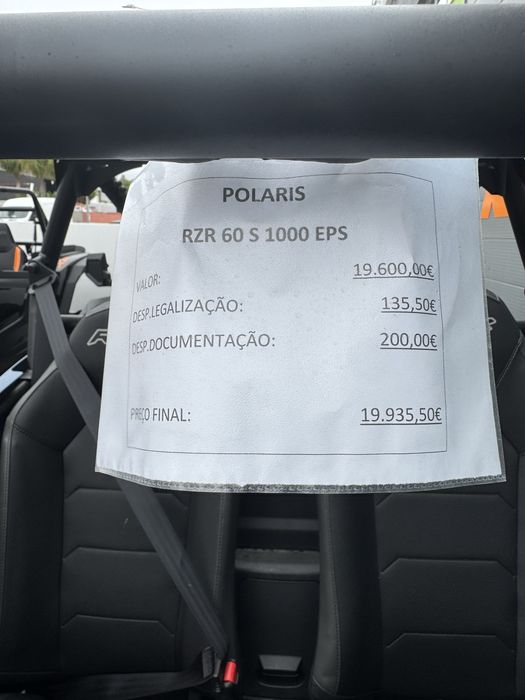 POLARIS
RZR 60 S 1000 EPS
VALOR: 19.600,00€
DESP.LEGALIZAÇÃO: 135,50€
DESP.DOCUMENTAÇÃO: 200,00€
PREÇO FINAL: 19.935,50€